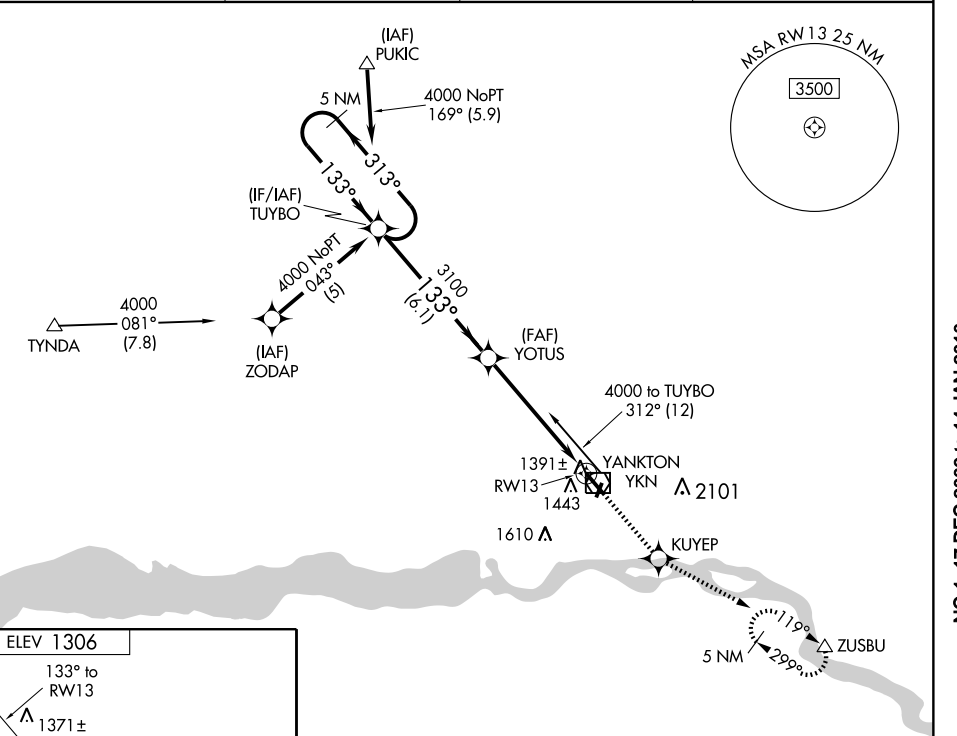 (IAF)
PUKIC
MSA RW13 25 NM
3500
5 NM
4000 NoPT
169° (5.9)
313°
133°
(IF/IAF)
TUYBO
4000 NoPT
043°
(5)
3100
133°
(6.1)
4000
081°
(7.8)
TYNDA
(IAF)
ZODAP
(FAF)
YOTUS
4000 to TUYBO
312° (12)
1391±
RW13
YANKTON
YKN
1443
2101
1610
KUYEP
119°
299°
5 NM
ZUSBU
ELEV 1306
133° to
RW13
1371±